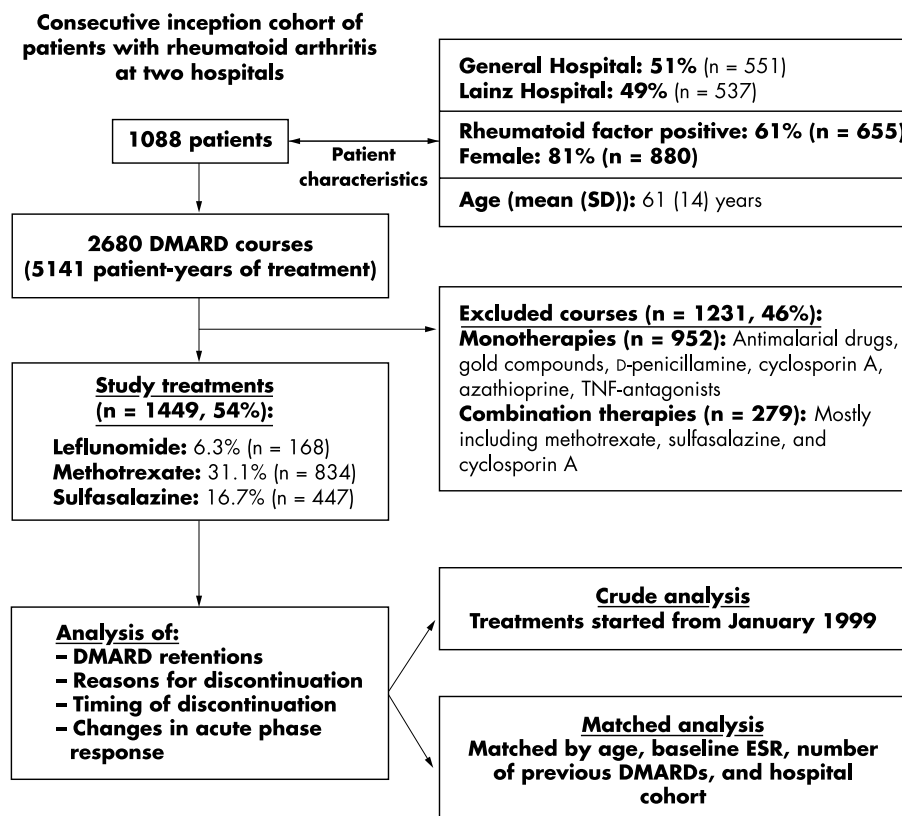 Consecutive inception cohort of
patients with rheumatoid arthritis
at two hospitals
General Hospital: 51% (n = 551)
Lainz Hospital: 49% (n = 537)
1088 patients
Patient
characteristics
Rheumatoid factor positive: 61% (n = 655)
Female: 81% (n = 880)
Age (mean (SD)): 61 (14) years
2680 DMARD courses
(5141 patient-years of treatment)
Excluded courses (n = 1231, 46%):
Monotherapies (n = 952): Antimalarial drugs,
gold compounds, D-penicillamine, cyclosporin A,
azathioprine, TNF-antagonists
Combination therapies (n = 279): Mostly
including methotrexate, sulfasalazine, and
cyclosporin A
Study treatments
(n = 1449, 54%):
Leflunomide: 6.3% (n = 168)
Methotrexate: 31.1% (n = 834)
Sulfasalazine: 16.7% (n = 447)
Analysis of:
– DMARD retentions
– Reasons for discontinuation
– Timing of discontinuation
– Changes in acute phase
response
Crude analysis
Treatments started from January 1999
Matched analysis
Matched by age, baseline ESR, number
of previous DMARDs, and hospital
cohort